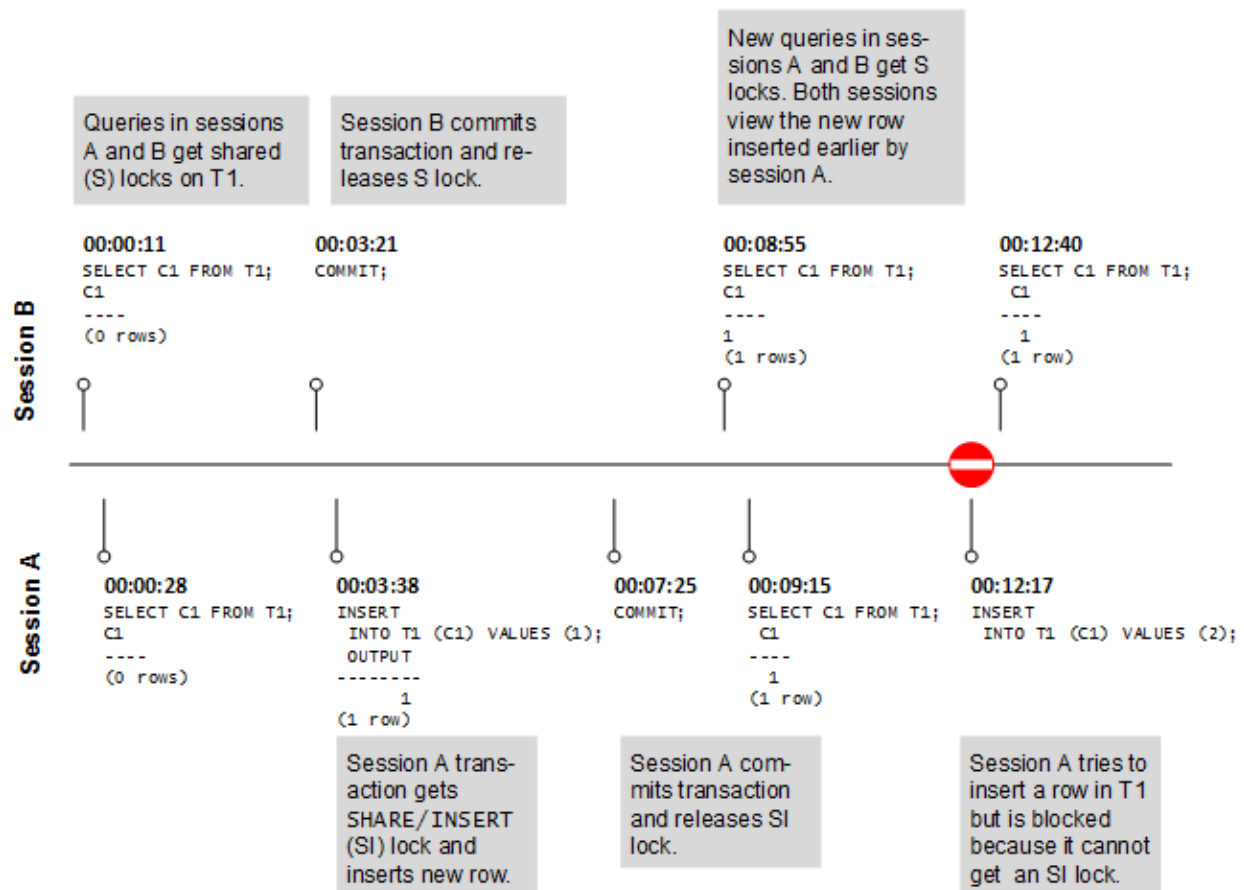 Queries in sessions
A and B get shared
(S) locks on T1.
Session B commits
transaction and re-
leases S lock.
New queries in ses-
sions A and B get S
locks. Both sessions
view the new row
inserted earlier by
session A.
Session B
00:00:11
SELECT C1 FROM T1;
C1
----
(0 rows)
00:03:21
COMMIT;
00:08:55
SELECT C1 FROM T1;
C1
----
1
(1 rows)
00:12:40
SELECT C1 FROM T1;
C1
----
1
(1 row)
Session A
00:00:28
SELECT C1 FROM T1;
C1
----
(0 rows)
00:03:38
INSERT
INTO T1 (C1) VALUES (1);
OUTPUT
--------
1
(1 row)
00:07:25
COMMIT;
00:09:15
SELECT C1 FROM T1;
C1
----
1
(1 row)
00:12:17
INSERT
INTO T1 (C1) VALUES (2);
Session A trans-
action gets
SHARE/INSERT
(SI) lock and
inserts new row.
Session A com-
mits transaction
and releases SI
lock.
Session A tries to
insert a row in T1
but is blocked
because it cannot
get an SI lock.